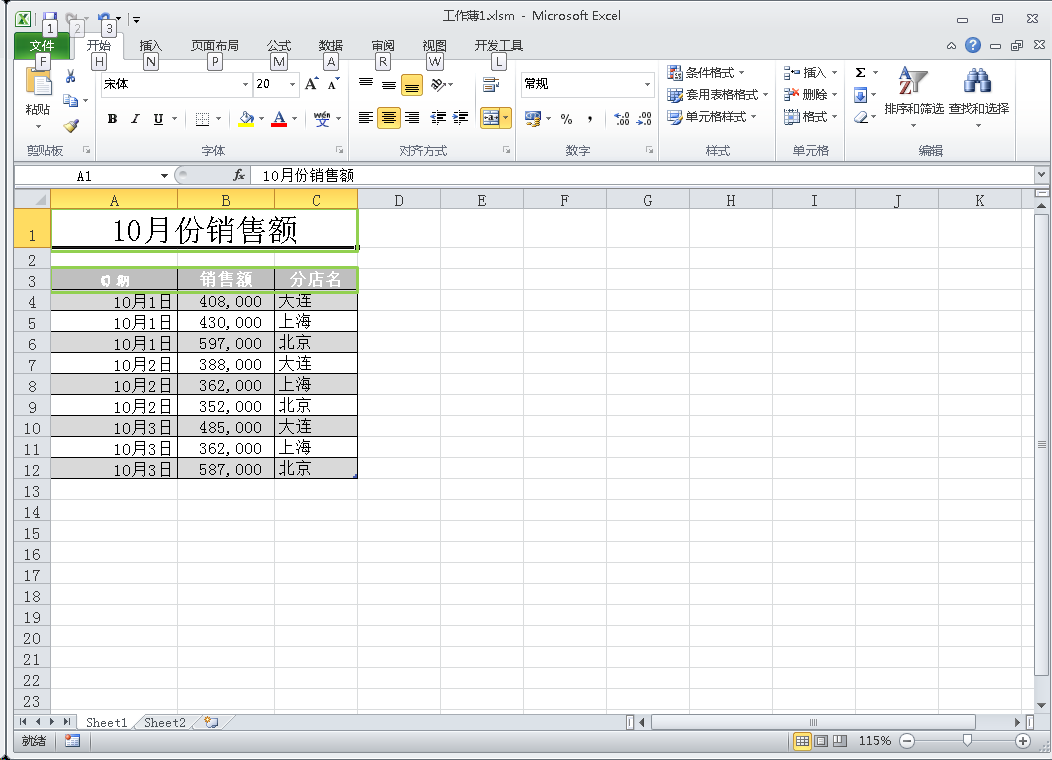 工作簿1.xlsm - Microsoft Excel
1 2 3
文件 开始 插入 页面布局 公式 数据 审阅 视图 开发工具
F H N P M A R W L
粘贴 宋体 20 常规 条件格式 插入 Σ
套用表格格式 删除 排序和筛选 查找和选择
B I U A wén % , .00 .00 单元格样式 格式
剪贴板 字体 对齐方式 数字 样式 单元格 编辑
A1 fx 10月份销售额
A B C D E F G H I J K
1 10月份销售额
2
3 日期 销售额 分店名
4 10月1日 408,000 大连
5 10月1日 430,000 上海
6 10月1日 597,000 北京
7 10月2日 388,000 大连
8 10月2日 362,000 上海
9 10月2日 352,000 北京
10 10月3日 485,000 大连
11 10月3日 362,000 上海
12 10月3日 587,000 北京
13
14
15
16
17
18
19
20
21
22
23
Sheet1 Sheet2
就绪 115%